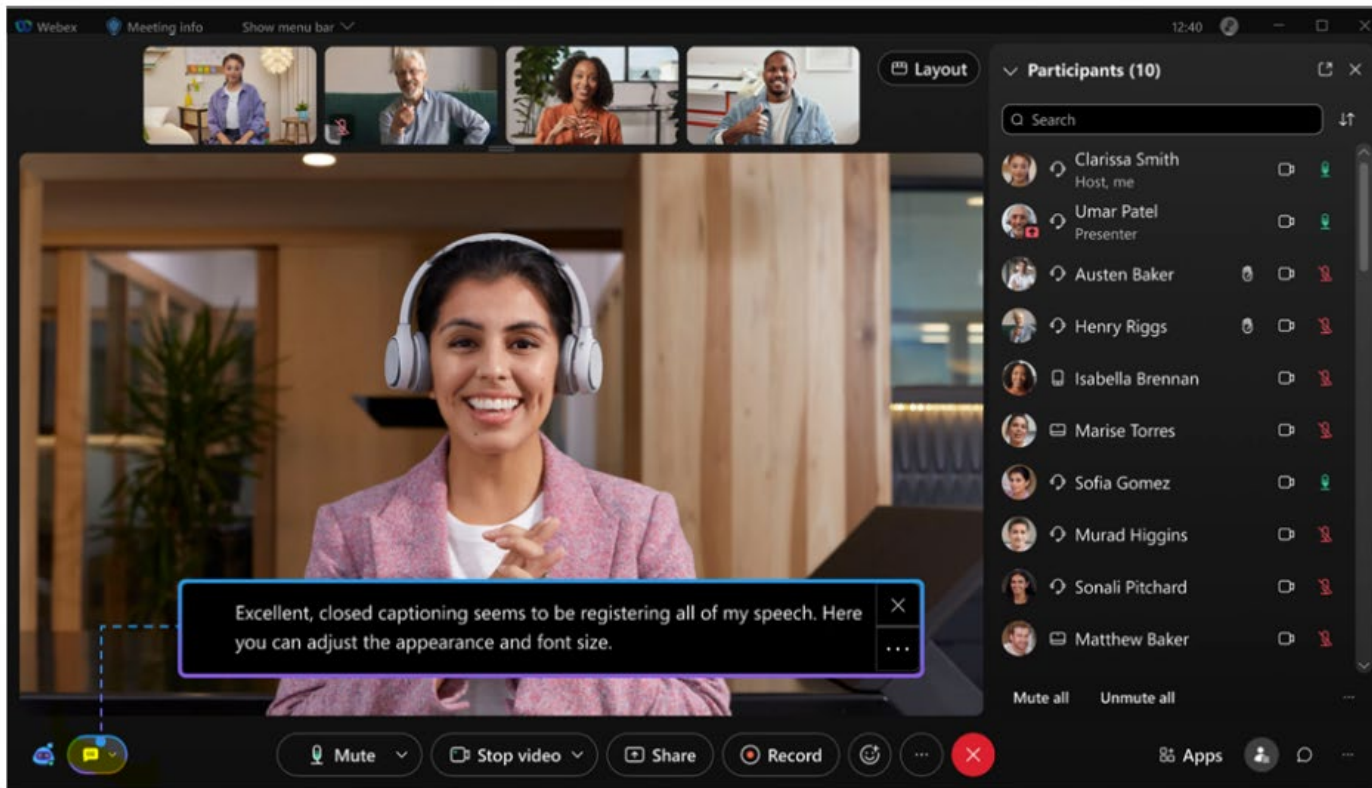 Webex
Meeting info
Show menu bar
12:40
Layout
Participants (10)
Search
Clarissa Smith
Host, me
Umar Patel
Presenter
Austen Baker
Henry Riggs
Isabella Brennan
Marise Torres
Sofia Gomez
Murad Higgins
Sonali Pitchard
Matthew Baker
Mute all Unmute all
Excellent, closed captioning seems to be registering all of my speech. Here
you can adjust the appearance and font size.
Mute
Stop video
Share
Record
Apps